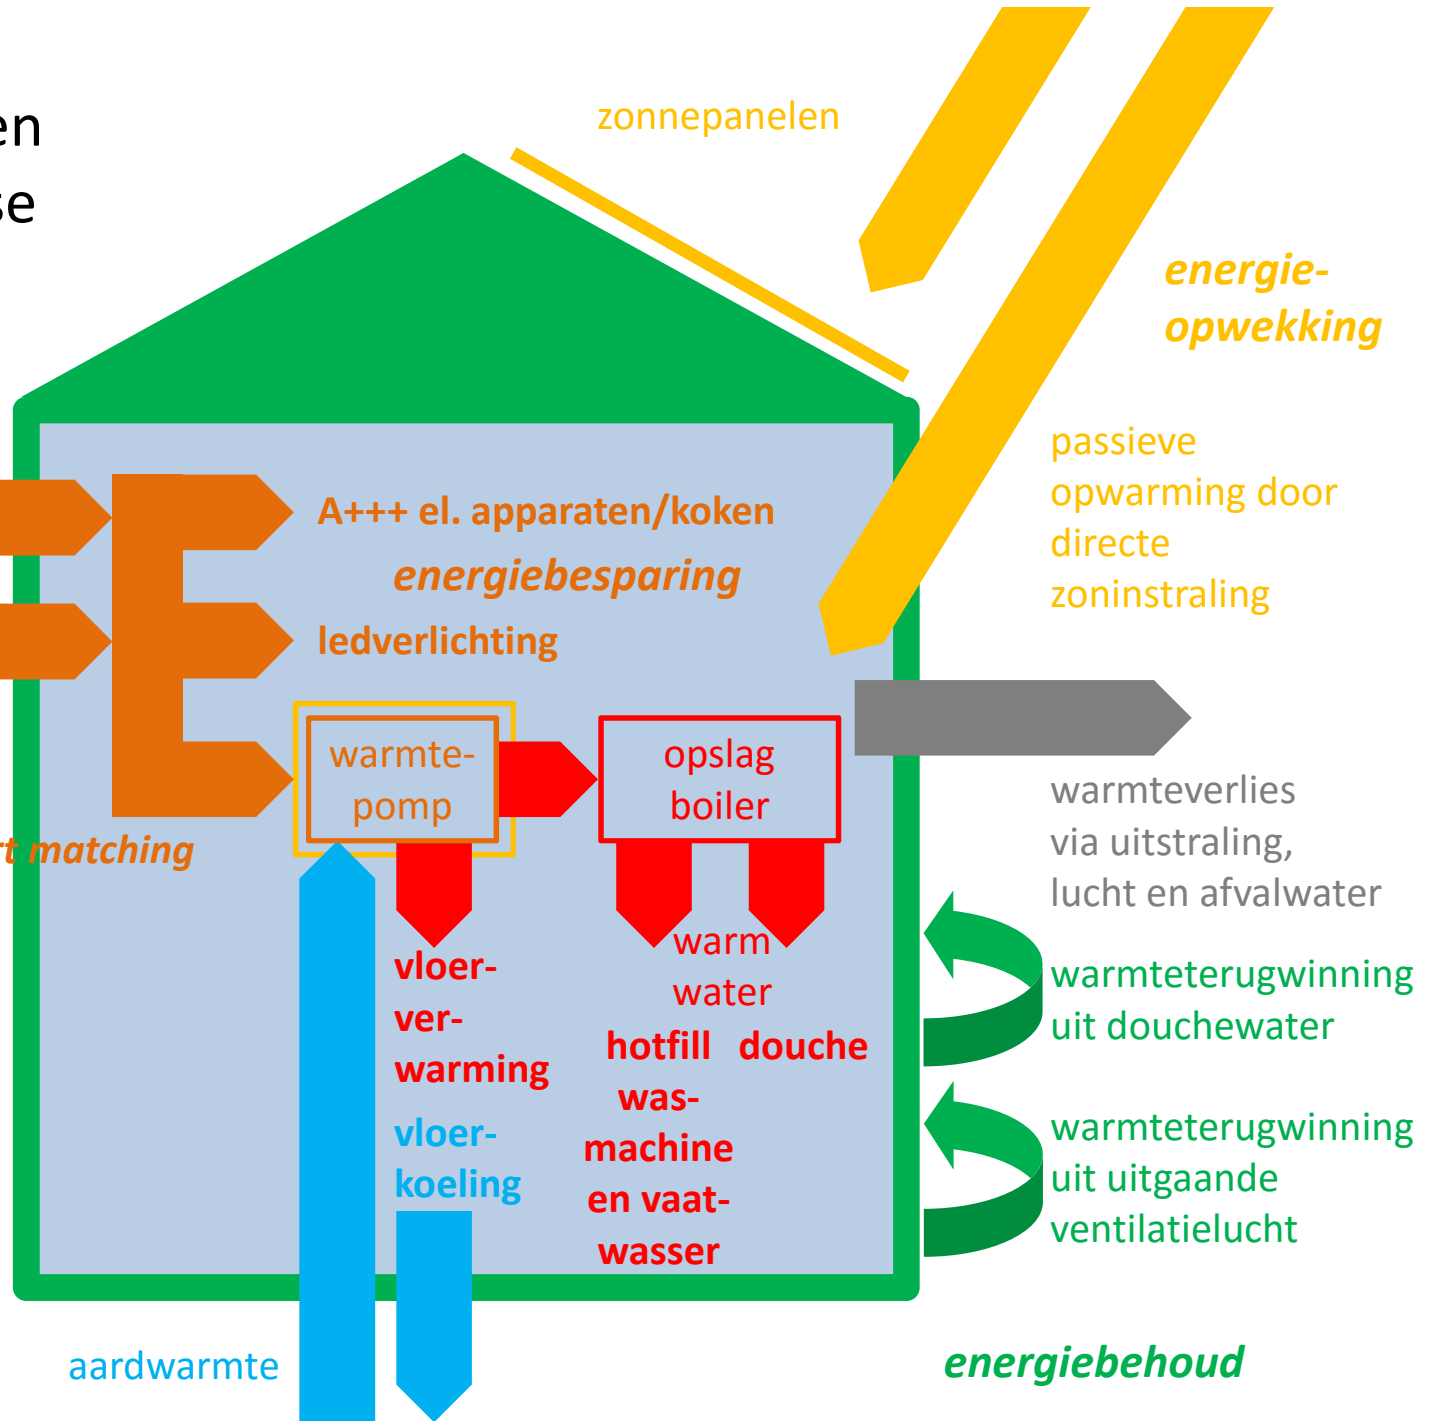 en
se
zonnepanelen
energie-
opwekking
passieve
opwarming door
directe
zoninstraling
A+++ el. apparaten/koken
energiebesparing
ledverlichting
warmte-
pomp
opslag
boiler
rt matching
warmteverlies
via uitstraling,
lucht en afvalwater
vloer-
ver-
warming
vloer-
koeling
warm
water
hotfill douche
was-
machine
en vaat-
wasser
warmteterugwinning
uit douchewater
warmteterugwinning
uit uitgaande
ventilatielucht
aardwarmte
energiebehoud